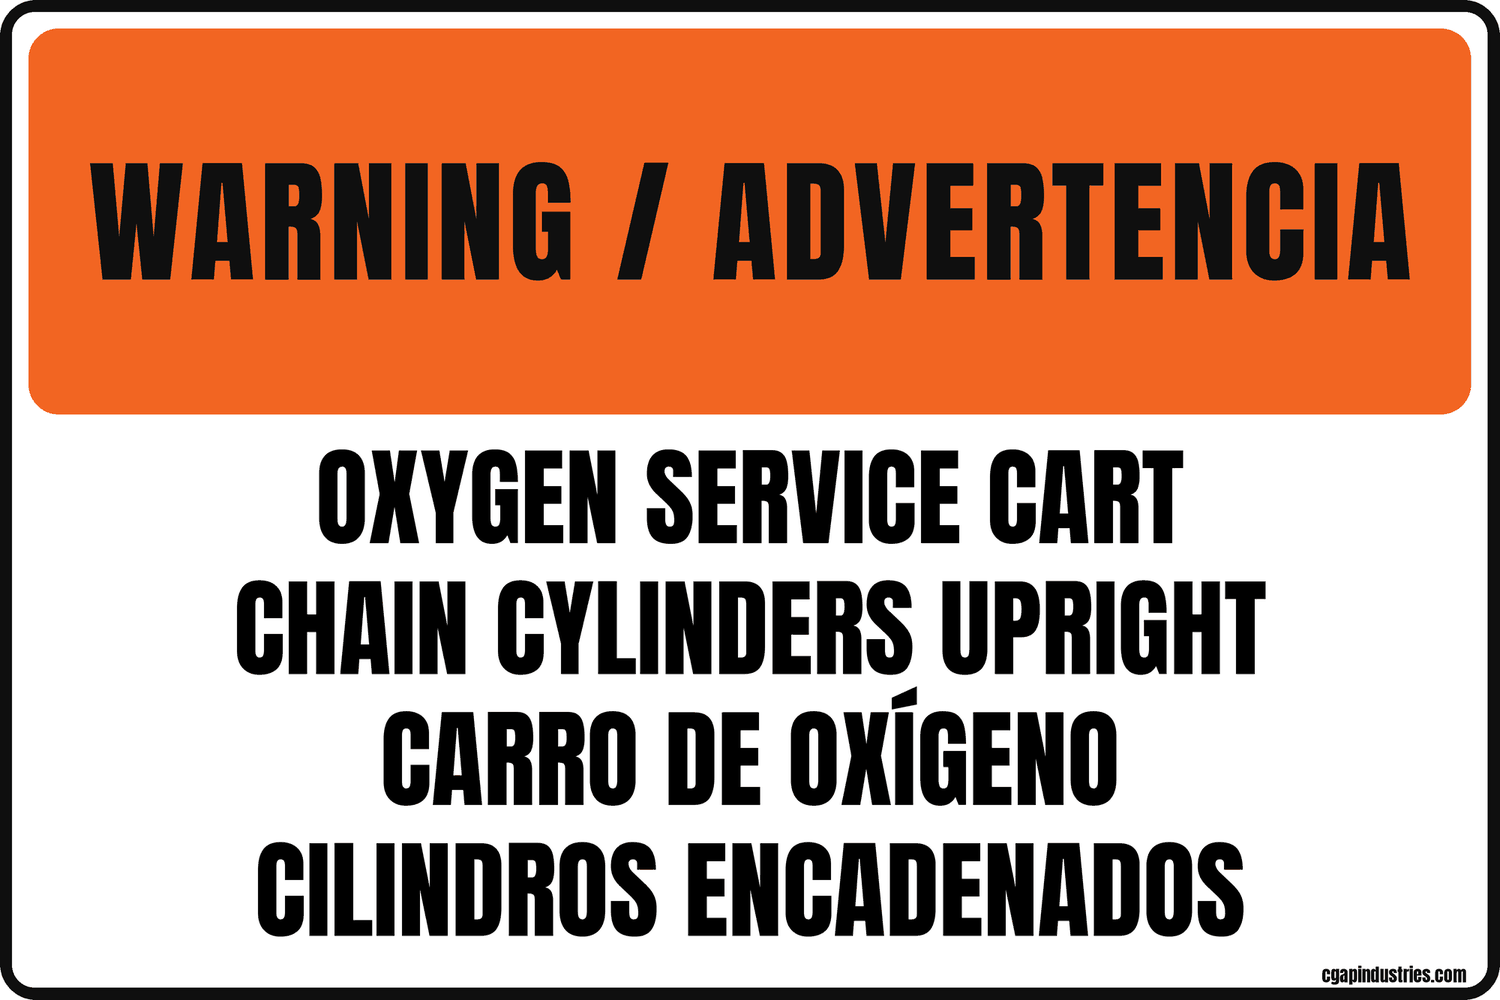 WARNING / ADVERTENCIA
OXYGEN SERVICE CART
CHAIN CYLINDERS UPRIGHT
CARRO DE OXÍGENO
CILINDROS ENCADENADOS
cgapindustries.com